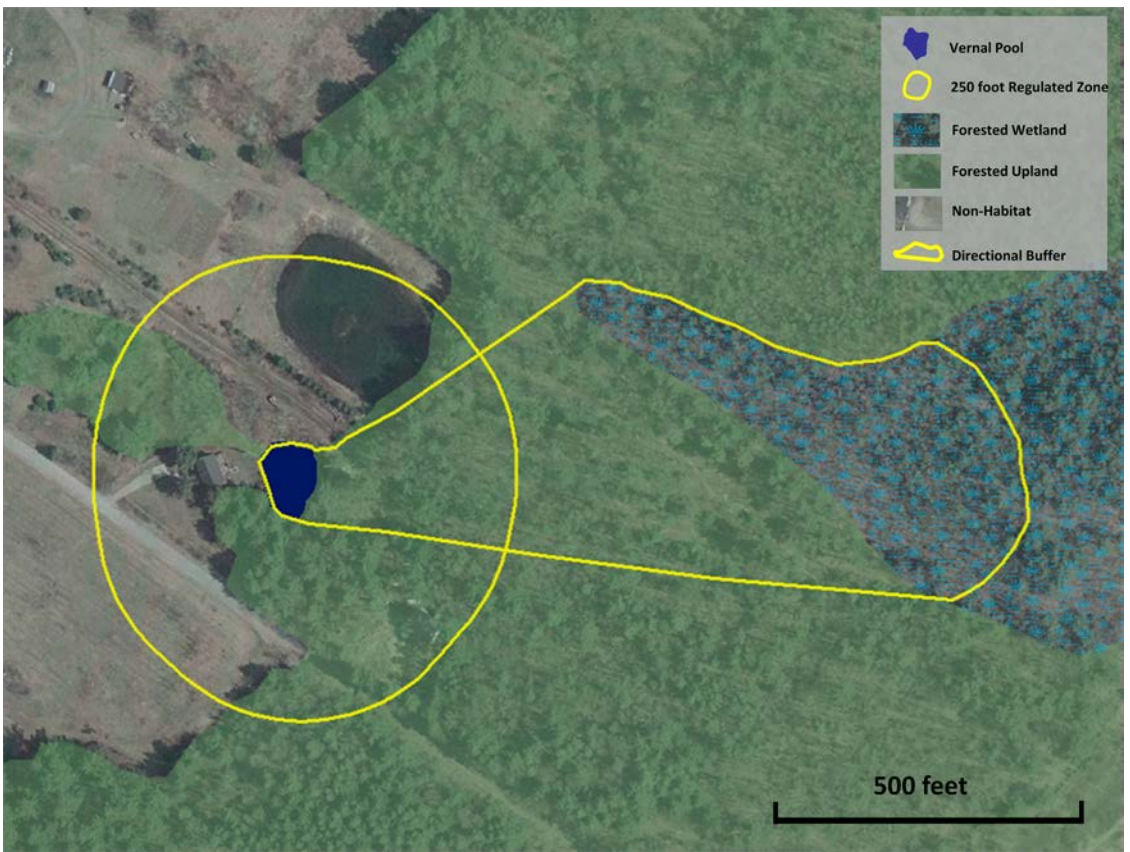 Vernal Pool
250 foot Regulated Zone
Forested Wetland
Forested Upland
Non-Habitat
Directional Buffer
500 feet